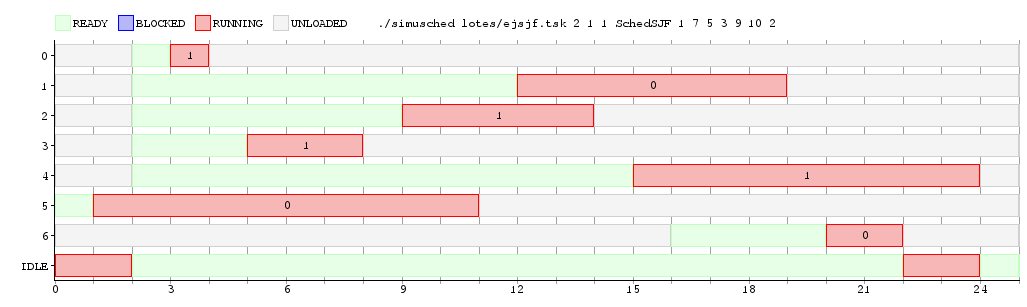 READY BLOCKED RUNNING UNLOADED ./simusched lotes/ejsjf.tsk 2 1 1 SchedSJF 1 7 5 3 9 10 2
0 1
1 0
2 1
3 1
4 1
5 0
6 0
IDLE
0 3 6 9 12 15 18 21 24